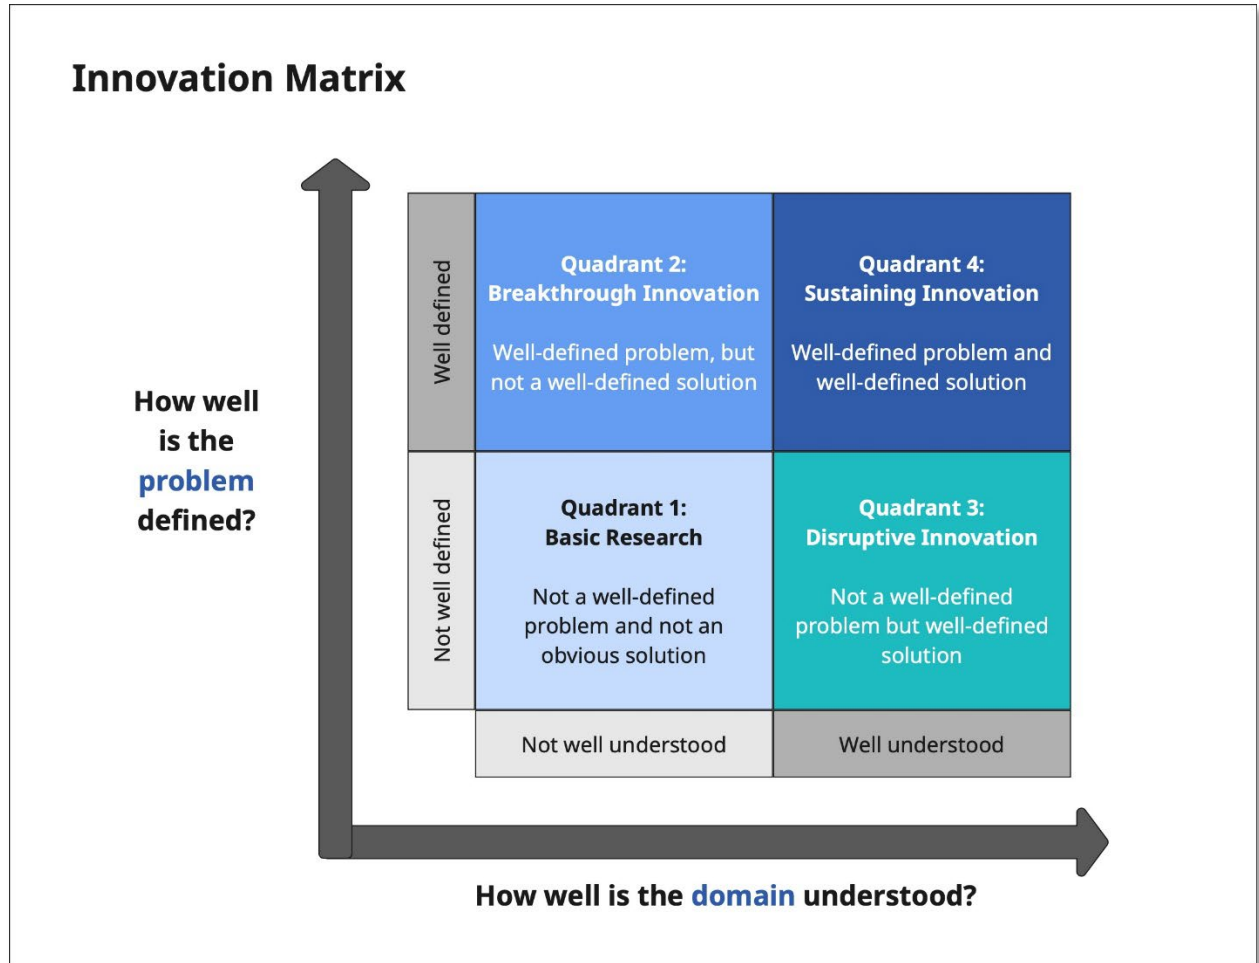 Innovation Matrix
How well
is the
problem
defined?
Well defined
Quadrant 2:
Breakthrough Innovation
Well-defined problem, but
not a well-defined solution
Quadrant 4:
Sustaining Innovation
Well-defined problem and
well-defined solution
Not well defined
Quadrant 1:
Basic Research
Not a well-defined
problem and not an
obvious solution
Quadrant 3:
Disruptive Innovation
Not a well-defined
problem but well-defined
solution
Not well understood
Well understood
How well is the domain understood?